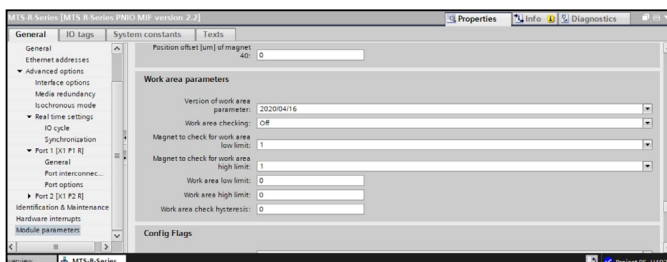 MTS-R-Series [MTS R-Series PNIO MIF version 2.2]
Properties Info Diagnostics
General IO tags System constants Texts
General
Ethernet addresses
Advanced options
Interface options
Media redundancy
Isochronous mode
Real time settings
IO cycle
Synchronization
Port 1 [X1 P1 R]
General
Port interconnec...
Port options
Port 2 [X1 P2 R]
Identification & Maintenance
Hardware interrupts
Module parameters
Position offset [um] of magnet
40: 0
Work area parameters
Version of work area
parameter: 2020/04/16
Work area checking: Off
Magnet to check for work area
low limit: 1
Magnet to check for work area
high limit: 1
Work area low limit: 0
Work area high limit: 0
Work area check hysteresis: 0
Config Flags
MTS-R-Series